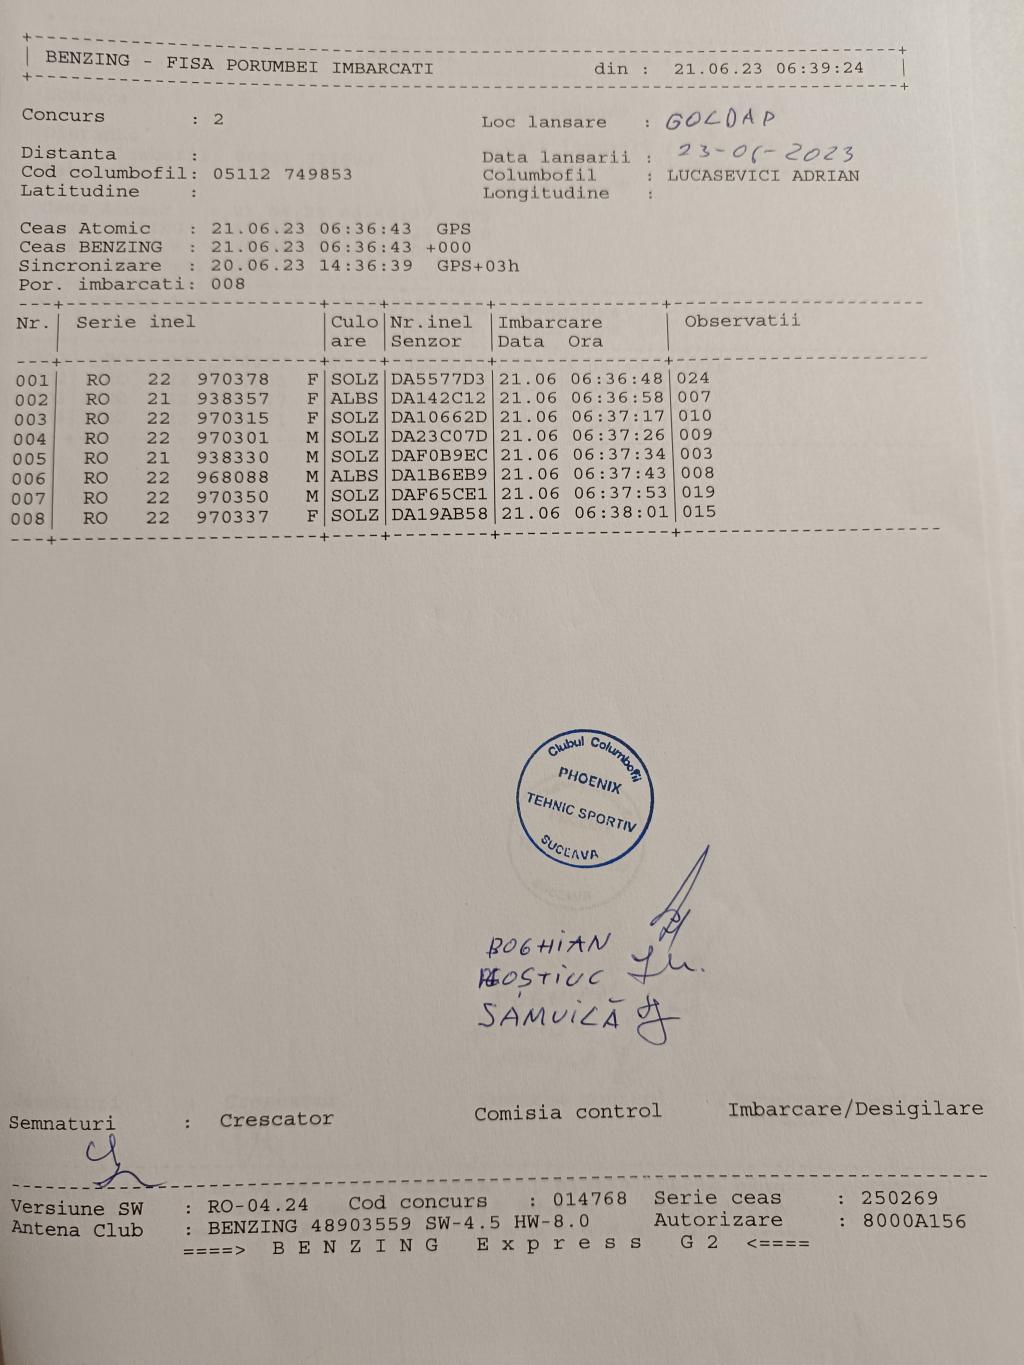 BENZING - FISA PORUMBEI IMBARCATI din : 21.06.23 06:39:24
Concurs : 2 Loc lansare : GOLDAP
Distanta : Data lansarii : 23-06-2023
Cod columbofil: 05112 749853 Columbofil : LUCASEVICI ADRIAN
Latitudine : Longitudine :
Ceas Atomic : 21.06.23 06:36:43 GPS
Ceas BENZING : 21.06.23 06:36:43 +000
Sincronizare : 20.06.23 14:36:39 GPS+03h
Por. imbarcati: 008
Nr. Serie inel Culo Nr.inel Imbarcare Observatii
are Senzor Data Ora
001 RO 22 970378 F SOLZ DA5577D3 21.06 06:36:48 024
002 RO 21 938357 F ALBS DA142C12 21.06 06:36:58 007
003 RO 22 970315 F SOLZ DA10662D 21.06 06:37:17 010
004 RO 22 970301 M SOLZ DA23C07D 21.06 06:37:26 009
005 RO 21 938330 M SOLZ DAF0B9EC 21.06 06:37:34 003
006 RO 22 968088 M ALBS DA1B6EB9 21.06 06:37:43 008
007 RO 22 970350 M SOLZ DAF65CE1 21.06 06:37:53 019
008 RO 22 970337 F SOLZ DA19AB58 21.06 06:38:01 015
Clubul Columbofil
PHOENIX
TEHNIC SPORTIV
SUCEAVA
BOGHIAN
SAMUILĂ
Semnaturi : Crescator Comisia control Imbarcare/Desigilare
Versiune SW : RO-04.24 Cod concurs : 014768 Serie ceas : 250269
Antena Club : BENZING 48903559 SW-4.5 HW-8.0 Autorizare : 8000A156
====> B E N Z I N G E x p r e s s G 2 <====